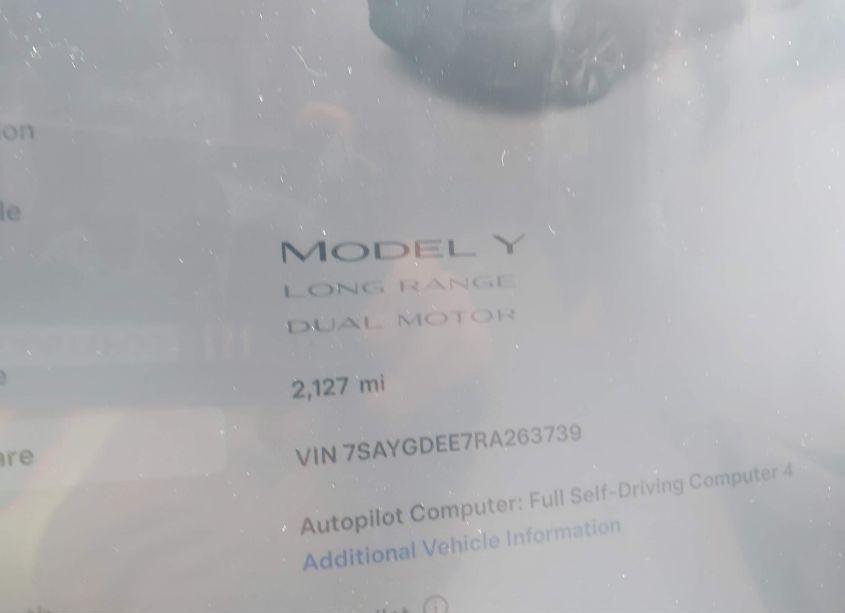 on
le
MODEL Y
LONG RANGE
DUAL MOTOR
2,127 mi
e
VIN 7SAYGDEE7RA263739
are
Autopilot Computer: Full Self-Driving Computer 4
Additional Vehicle Information